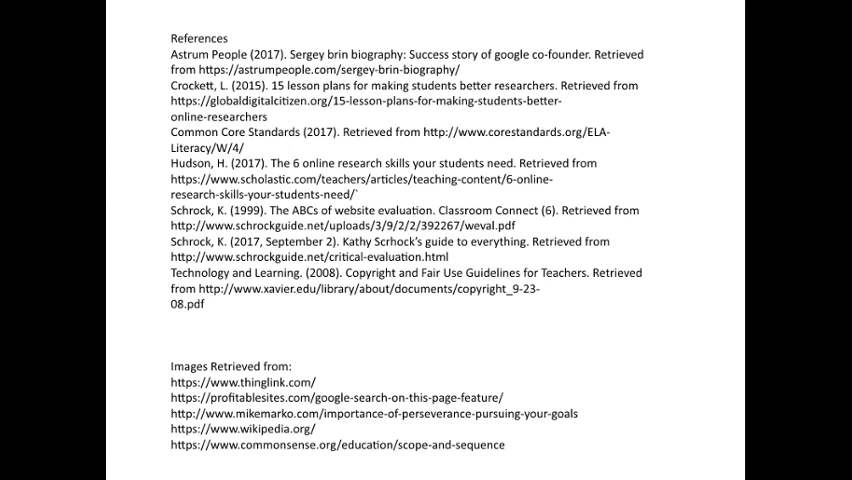 References
Astrum People (2017). Sergey brin biography: Success story of google co-founder. Retrieved
from https://astrumpeople.com/sergey-brin-biography/
Crockett, L. (2015). 15 lesson plans for making students better researchers. Retrieved from
https://globaldigitalcitizen.org/15-lesson-plans-for-making-students-better-
online-researchers
Common Core Standards (2017). Retrieved from http://www.corestandards.org/ELA-
Literacy/W/4/
Hudson, H. (2017). The 6 online research skills your students need. Retrieved from
https://www.scholastic.com/teachers/articles/teaching-content/6-online-
research-skills-your-students-need/`
Schrock, K. (1999). The ABCs of website evaluation. Classroom Connect (6). Retrieved from
http://www.schrockguide.net/uploads/3/9/2/2/392267/weval.pdf
Schrock, K. (2017, September 2). Kathy Scrhock’s guide to everything. Retrieved from
http://www.schrockguide.net/critical-evaluation.html
Technology and Learning. (2008). Copyright and Fair Use Guidelines for Teachers. Retrieved
from http://www.xavier.edu/library/about/documents/copyright_9-23-
08.pdf
Images Retrieved from:
https://www.thinglink.com/
https://profitablesites.com/google-search-on-this-page-feature/
http://www.mikemarko.com/importance-of-perseverance-pursuing-your-goals
https://www.wikipedia.org/
https://www.commonsense.org/education/scope-and-sequence